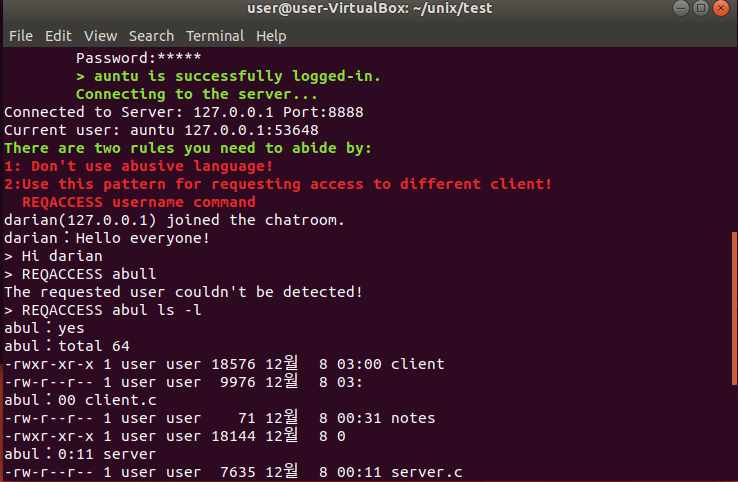 user@user-VirtualBox: ~/unix/test
File Edit View Search Terminal Help
Password:*****
> auntu is successfully logged-in.
Connecting to the server...
Connected to Server: 127.0.0.1 Port:8888
Current user: auntu 127.0.0.1:53648
There are two rules you need to abide by:
1: Don't use abusive language!
2:Use this pattern for requesting access to different client!
REQACCESS username command
darian(127.0.0.1) joined the chatroom.
darian：Hello everyone!
> Hi darian
> REQACCESS abull
The requested user couldn't be detected!
> REQACCESS abul ls -l
abul：yes
abul：total 64
-rwxr-xr-x 1 user user 18576 12월  8 03:00 client
-rw-r--r-- 1 user user  9976 12월  8 03:
abul：00 client.c
-rw-r--r-- 1 user user    71 12월  8 00:31 notes
-rwxr-xr-x 1 user user 18144 12월  8 0
abul：0:11 server
-rw-r--r-- 1 user user  7635 12월  8 00:11 server.c